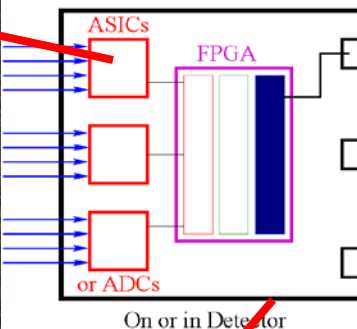 ASICs
FPGA
or ADCs
On or in Detector